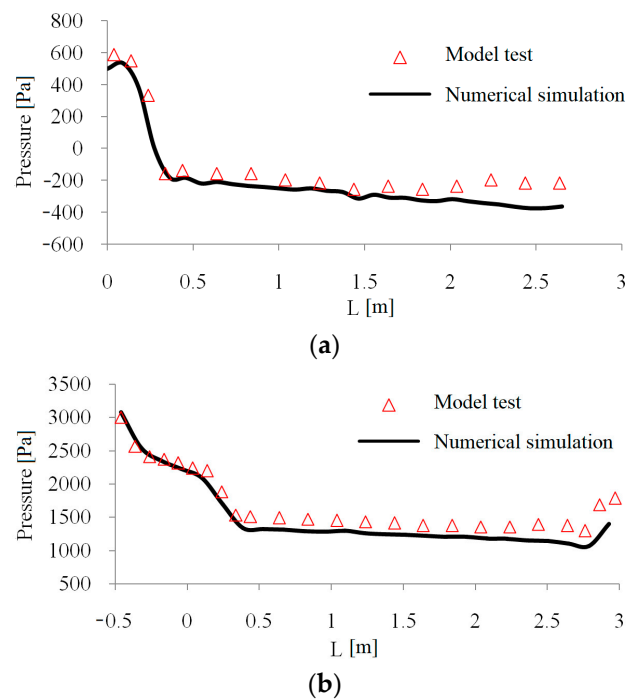 800
600
400
200
0
-200
-400
-600
Pressure [Pa]
Model test
Numerical simulation
0 0.5 1 1.5 2 2.5 3
L [m]
(a)
3500
3000
2500
2000
1500
1000
500
Pressure [Pa]
Model test
Numerical simulation
-0.5 0 0.5 1 1.5 2 2.5 3
L [m]
(b)